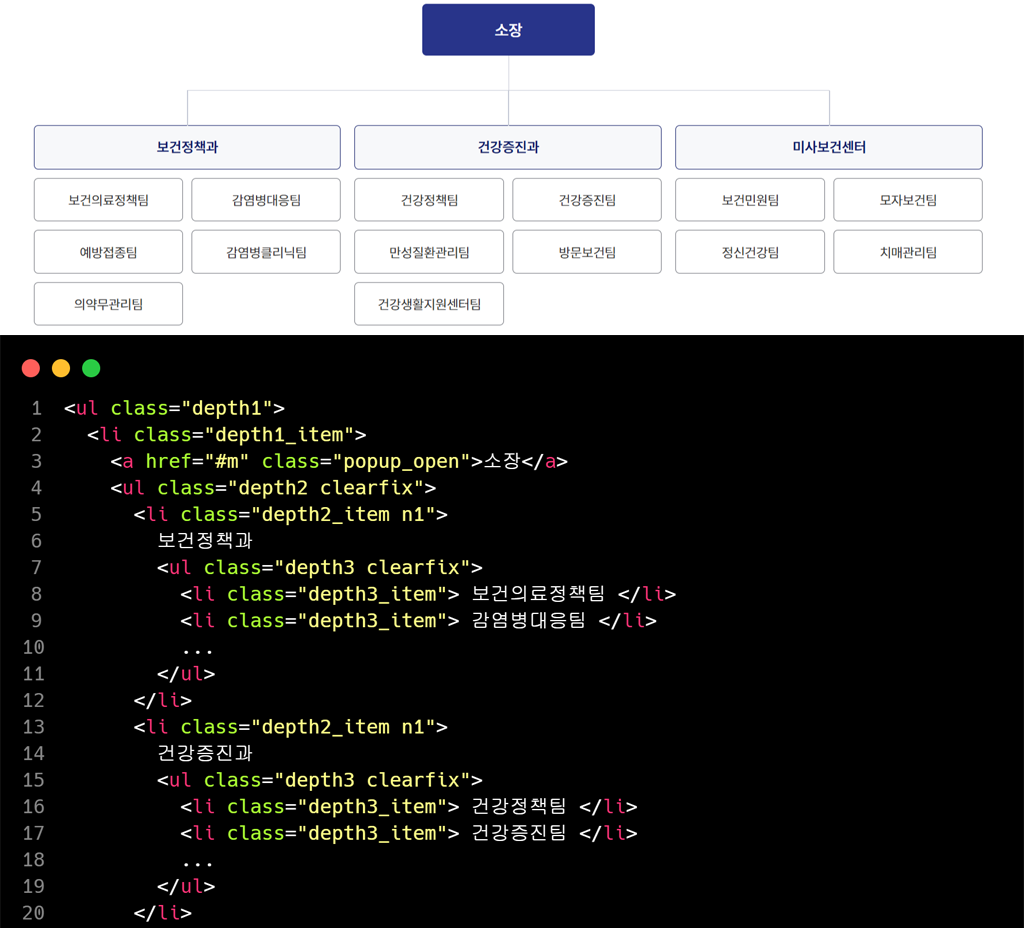 소장
보건정책과
건강증진과
미사보건센터
보건의료정책팀
감염병대응팀
건강정책팀
건강증진팀
보건민원팀
모자보건팀
예방접종팀
감염병클리닉팀
만성질환관리팀
방문보건팀
정신건강팀
치매관리팀
의약무관리팀
건강생활지원센터팀
1 <ul class="depth1">
2 <li class="depth1_item">
3 <a href="#m" class="popup_open">소장</a>
4 <ul class="depth2 clearfix">
5 <li class="depth2_item n1">
6 보건정책과
7 <ul class="depth3 clearfix">
8 <li class="depth3_item"> 보건의료정책팀 </li>
9 <li class="depth3_item"> 감염병대응팀 </li>
10 ...
11 </ul>
12 </li>
13 <li class="depth2_item n1">
14 건강증진과
15 <ul class="depth3 clearfix">
16 <li class="depth3_item"> 건강정책팀 </li>
17 <li class="depth3_item"> 건강증진팀 </li>
18 ...
19 </ul>
20 </li>